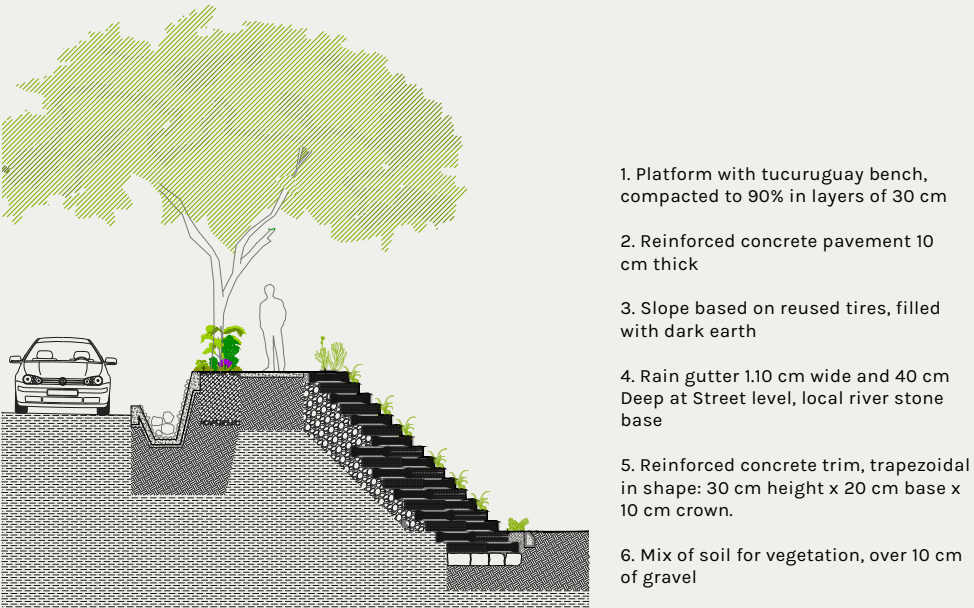 1. Platform with tucuruguay bench,
compacted to 90% in layers of 30 cm
2. Reinforced concrete pavement 10
cm thick
3. Slope based on reused tires, filled
with dark earth
4. Rain gutter 1.10 cm wide and 40 cm
Deep at Street level, local river stone
base
5. Reinforced concrete trim, trapezoidal
in shape: 30 cm height x 20 cm base x
10 cm crown.
6. Mix of soil for vegetation, over 10 cm
of gravel